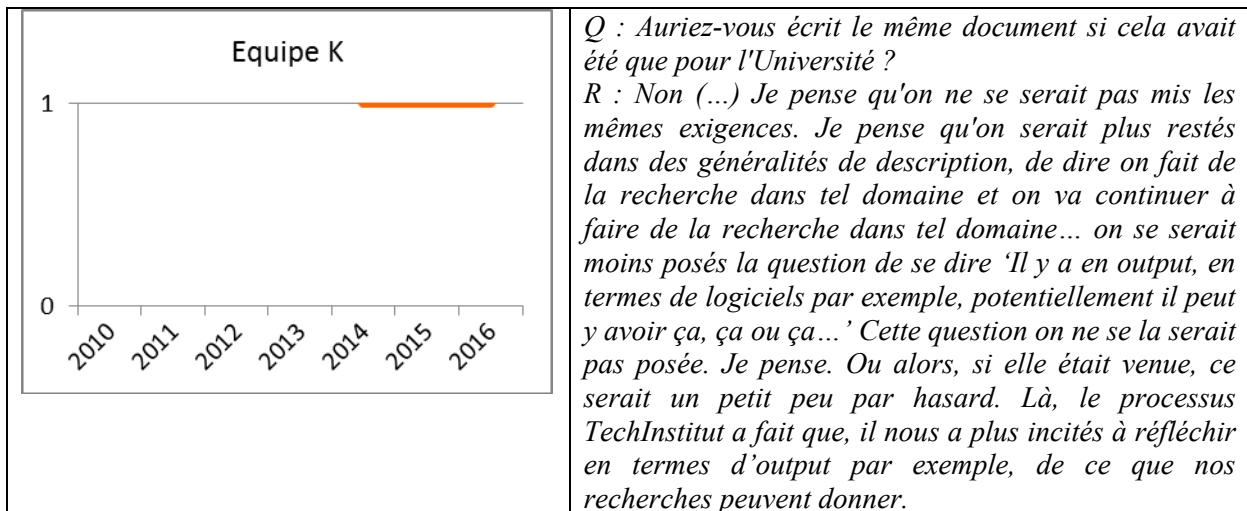 Equipe K
1
0
2010
2011
2012
2013
2014
2015
2016
Q : Auriez-vous écrit le même document si cela avait
été que pour l'Université ?
R : Non (...) Je pense qu'on ne se serait pas mis les
mêmes exigences. Je pense qu'on serait plus restés
dans des généralités de description, de dire on fait de
la recherche dans tel domaine et on va continuer à
faire de la recherche dans tel domaine… on se serait
moins posés la question de se dire ‘Il y a en output, en
termes de logiciels par exemple, potentiellement il peut
y avoir ça, ça ou ça…’ Cette question on ne se la serait
pas posée. Je pense. Ou alors, si elle était venue, ce
serait un petit peu par hasard. Là, le processus
TechInstitut a fait que, il nous a plus incités à réfléchir
en termes d’output par exemple, de ce que nos
recherches peuvent donner.